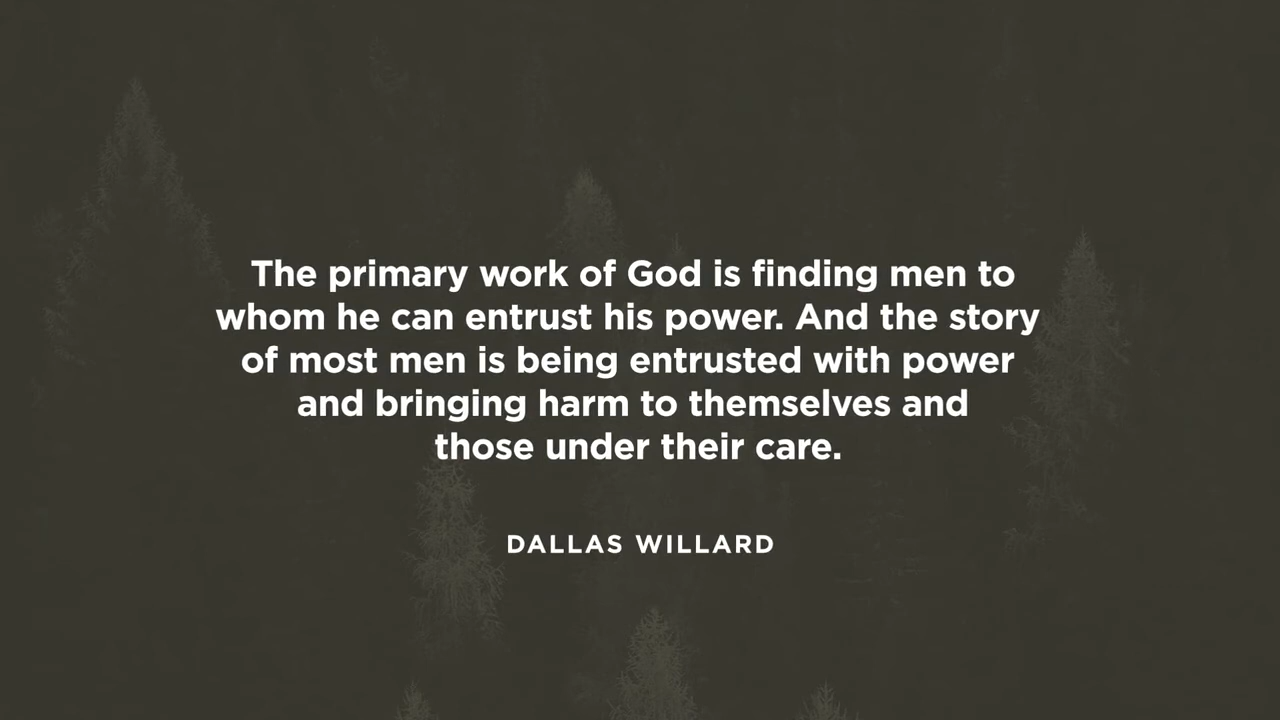 The primary work of God is finding men to
whom he can entrust his power. And the story
of most men is being entrusted with power
and bringing harm to themselves and
those under their care.
DALLAS WILLARD